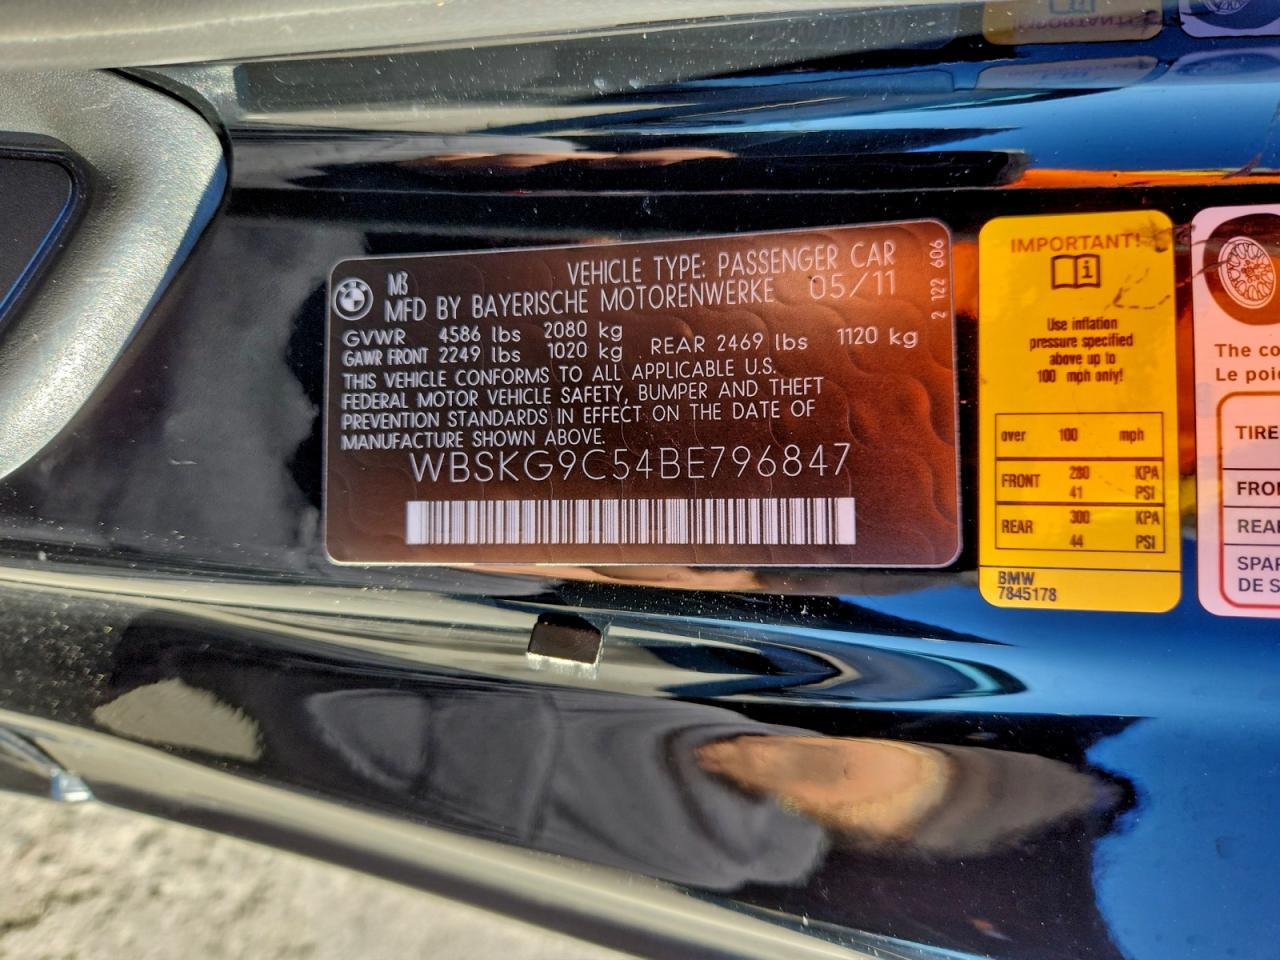 M3
VEHICLE TYPE: PASSENGER CAR
MFD BY BAYERISCHE MOTORENWERKE 05/11
GVWR 4586 lbs 2080 kg
GAWR FRONT 2249 lbs 1020 kg REAR 2469 lbs 1120 kg
THIS VEHICLE CONFORMS TO ALL APPLICABLE U.S.
FEDERAL MOTOR VEHICLE SAFETY, BUMPER AND THEFT
PREVENTION STANDARDS IN EFFECT ON THE DATE OF
MANUFACTURE SHOWN ABOVE.
WBSKG9C54BE796847
2 122 606
IMPORTANT!
Use inflation
pressure specified
above up to
100 mph only!
over 100 mph
FRONT 280 KPA
41 PSI
REAR 300 KPA
44 PSI
BMW
7845178
The co
Le poi
TIRE
FRO
REA
SPA
DE S